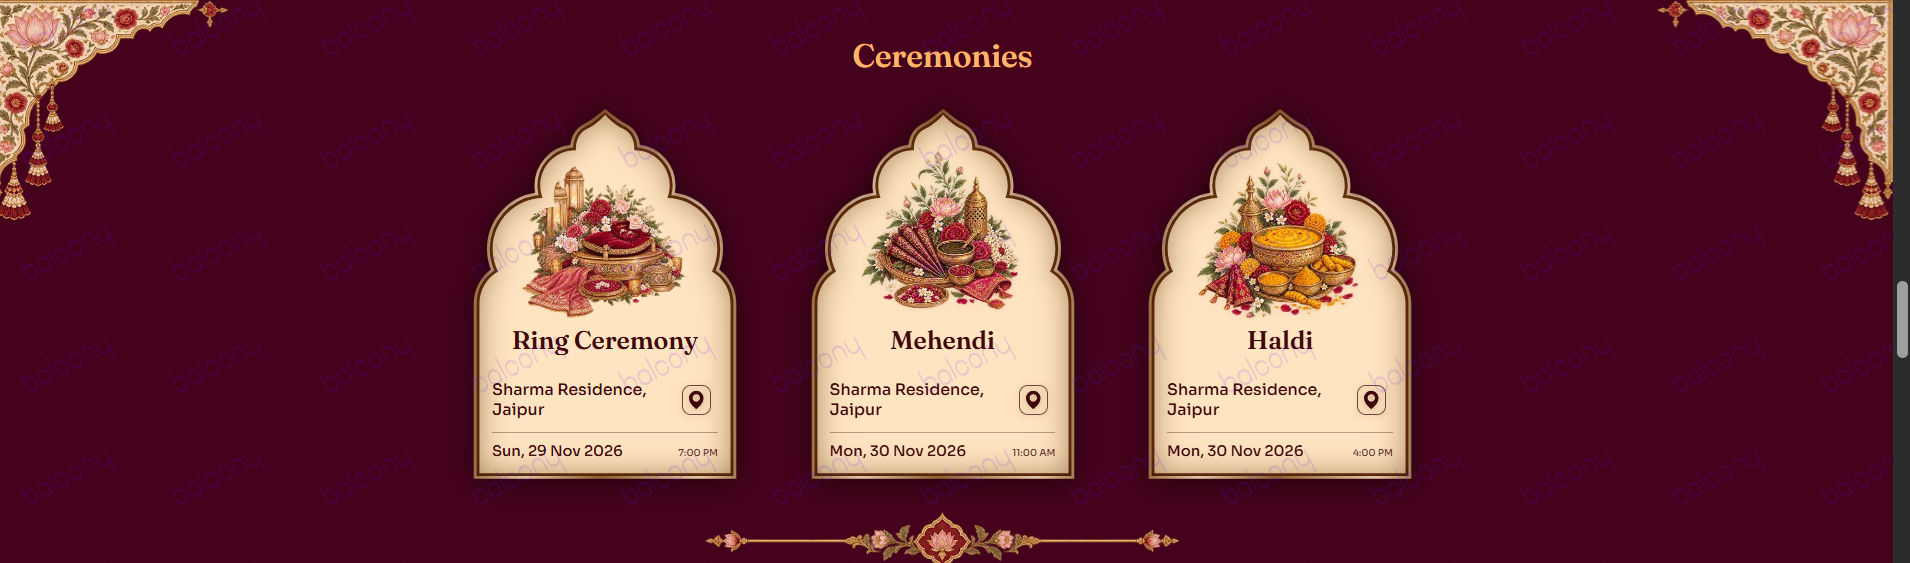 Ceremonies
Ring Ceremony
Sharma Residence,
Jaipur
Sun, 29 Nov 2026
7:00 PM
Mehendi
Sharma Residence,
Jaipur
Mon, 30 Nov 2026
11:00 AM
Haldi
Sharma Residence,
Jaipur
Mon, 30 Nov 2026
4:00 PM
balcony